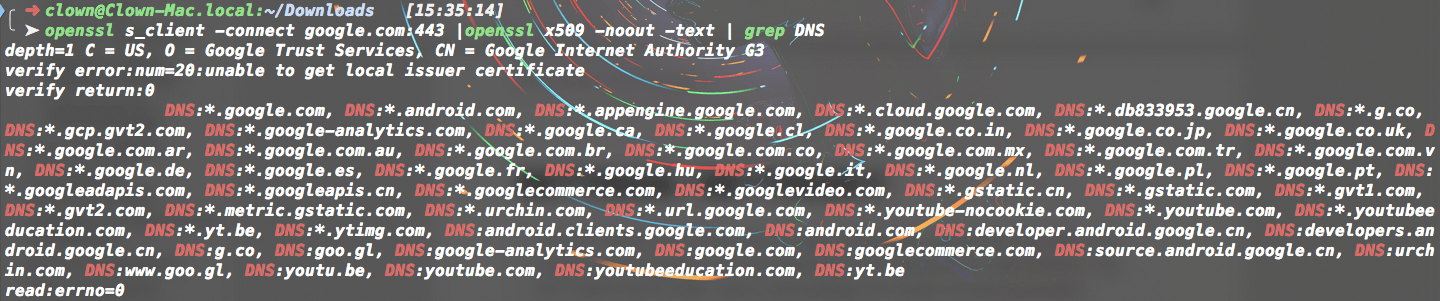 ➜ clown@Clown-Mac.local:~/Downloads [15:35:14]
➤ openssl s_client -connect google.com:443 |openssl x509 -noout -text | grep DNS
depth=1 C = US, O = Google Trust Services, CN = Google Internet Authority G3
verify error:num=20:unable to get local issuer certificate
verify return:0
DNS:*.google.com, DNS:*.android.com, DNS:*.appengine.google.com, DNS:*.cloud.google.com, DNS:*.db833953.google.cn, DNS:*.g.co,
DNS:*.gcp.gvt2.com, DNS:*.google-analytics.com, DNS:*.google.ca, DNS:*.google.cl, DNS:*.google.co.in, DNS:*.google.co.jp, DNS:*.google.co.uk, D
NS:*.google.com.ar, DNS:*.google.com.au, DNS:*.google.com.br, DNS:*.google.com.co, DNS:*.google.com.mx, DNS:*.google.com.tr, DNS:*.google.com.v
n, DNS:*.google.de, DNS:*.google.es, DNS:*.google.fr, DNS:*.google.hu, DNS:*.google.it, DNS:*.google.nl, DNS:*.google.pl, DNS:*.google.pt, DNS:
*.googleadapis.com, DNS:*.googleapis.cn, DNS:*.googlecommerce.com, DNS:*.googlevideo.com, DNS:*.gstatic.cn, DNS:*.gstatic.com, DNS:*.gvt1.com,
DNS:*.gvt2.com, DNS:*.metric.gstatic.com, DNS:*.urchin.com, DNS:*.url.google.com, DNS:*.youtube-nocookie.com, DNS:*.youtube.com, DNS:*.youtubee
ducation.com, DNS:*.yt.be, DNS:*.ytimg.com, DNS:android.clients.google.com, DNS:android.com, DNS:developer.android.google.cn, DNS:developers.an
droid.google.cn, DNS:g.co, DNS:goo.gl, DNS:google-analytics.com, DNS:google.com, DNS:googlecommerce.com, DNS:source.android.google.cn, DNS:urch
in.com, DNS:www.goo.gl, DNS:youtu.be, DNS:youtube.com, DNS:youtubeeducation.com, DNS:yt.be
read:errno=0